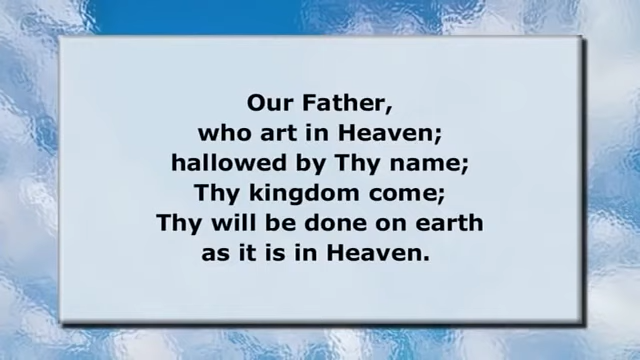 Our Father,
who art in Heaven;
hallowed by Thy name;
Thy kingdom come;
Thy will be done on earth
as it is in Heaven.